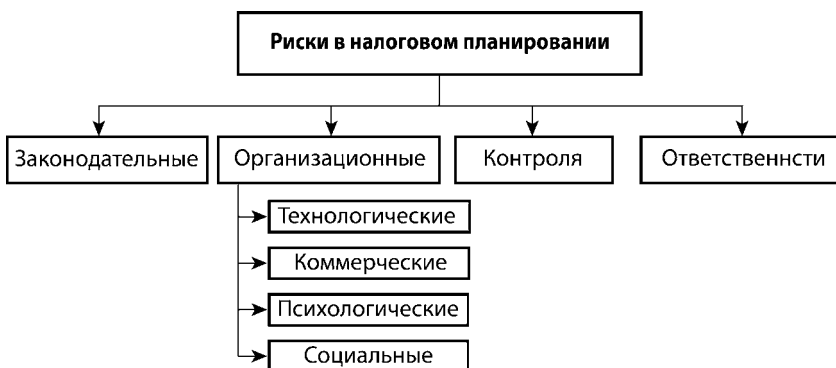 Риски в налоговом планировании
Законодательные
Организационные
Контроля
Ответственнсти
Технологические
Коммерческие
Психологические
Социальные